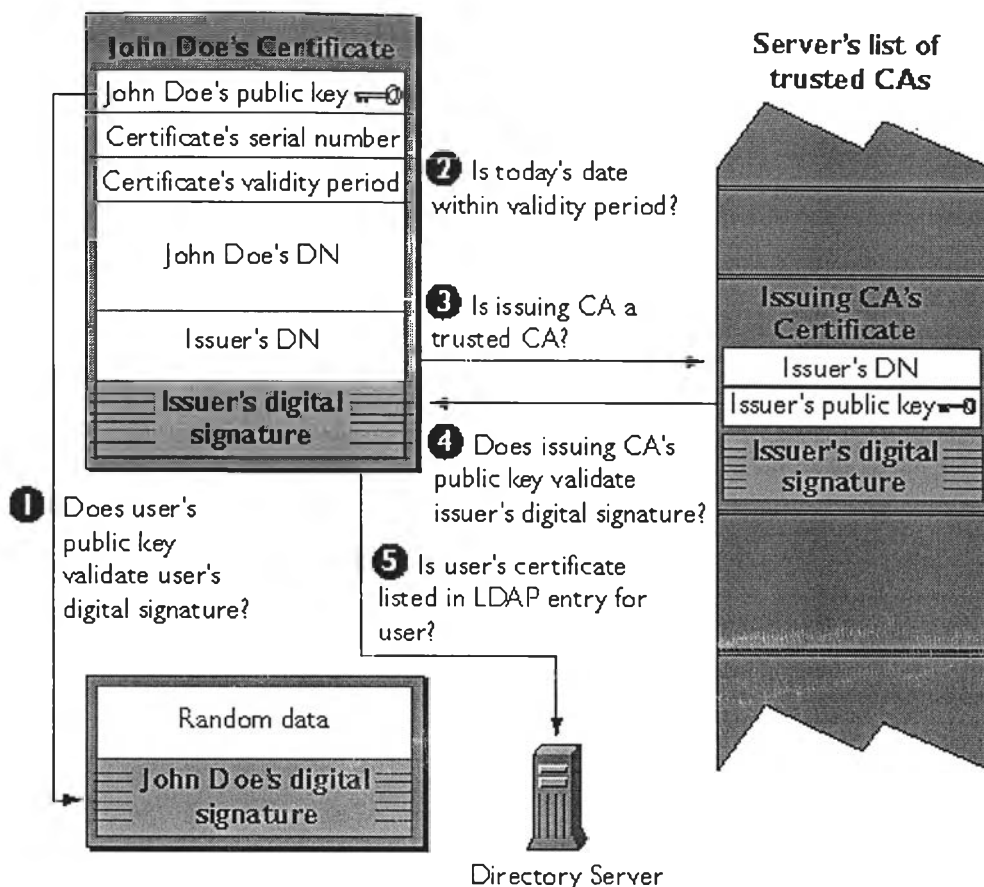 John Doe's Certificate
John Doe's public key
Certificate's serial number
Certificate's validity period
John Doe's DN
Issuer's DN
Issuer's digital
signature
1 Does user's
public key
validate user's
digital signature?
Random data
John Doe's digital
signature
2 Is today's date
within validity period?
3 Is issuing CA a
trusted CA?
4 Does issuing CA's
public key validate
issuer's digital signature?
5 Is user's certificate
listed in LDAP entry for
user?
Directory Server
Server's list of
trusted CAs
Issuing CA's
Certificate
Issuer's DN
Issuer's public key
Issuer's digital
signature